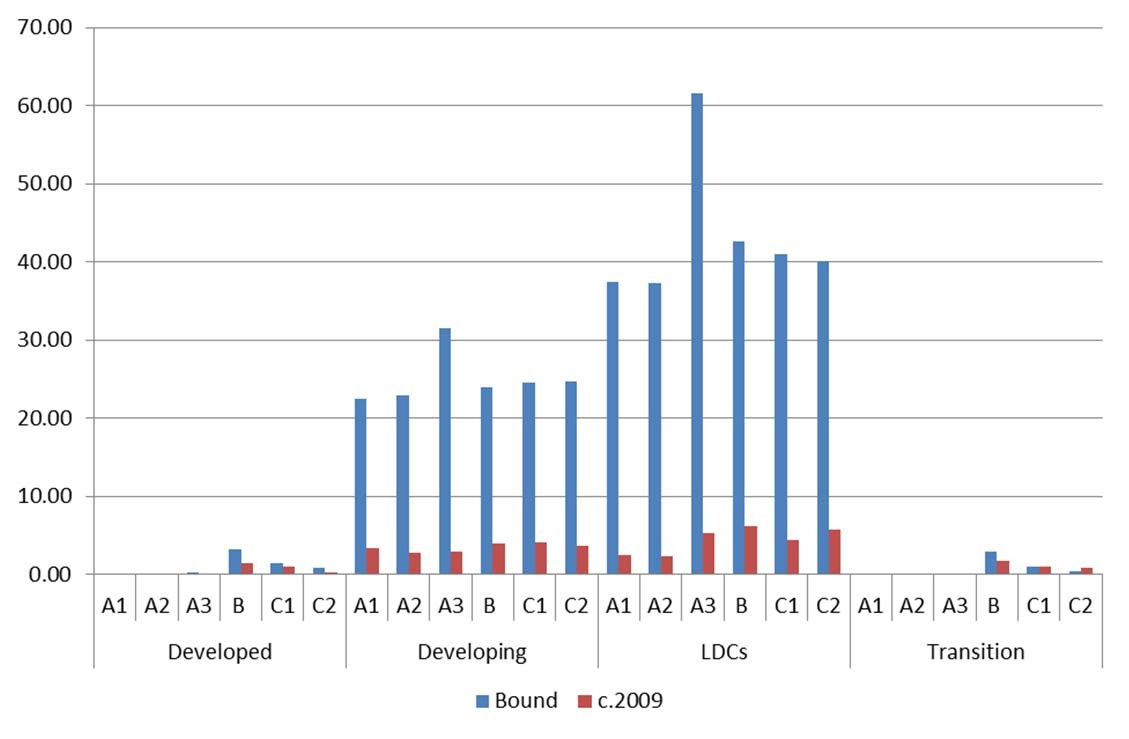 70.00
60.00
50.00
40.00
30.00
20.00
10.00
0.00
A1 A2 A3 B C1 C2 A1 A2 A3 B C1 C2 A1 A2 A3 B C1 C2 A1 A2 A3 B C1 C2
Developed Developing LDCs Transition
Bound c.2009